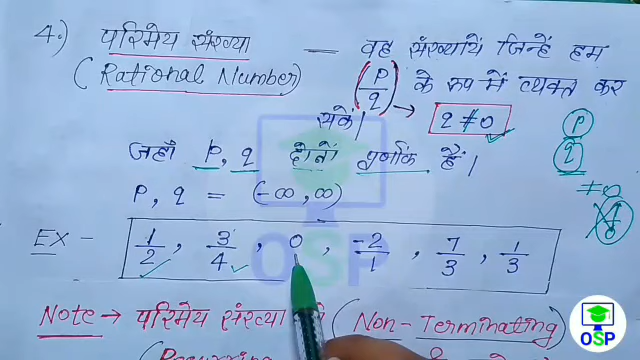 4.) परिमेय संख्या — वह संख्यायें जिन्हें हम
(Rational Number) (p/q) के रूप में व्यक्त कर
सकें। → q ≠ 0
जहाँ p, q दोनों पूर्णांक हैं।
P, q = (-∞, ∞)
p/q
≠0
Ex - 1/2, 3/4, 0, -2/1, 7/3, 1/3
Note → परिमेय संख्या (Non-Terminating
OSP
OSP